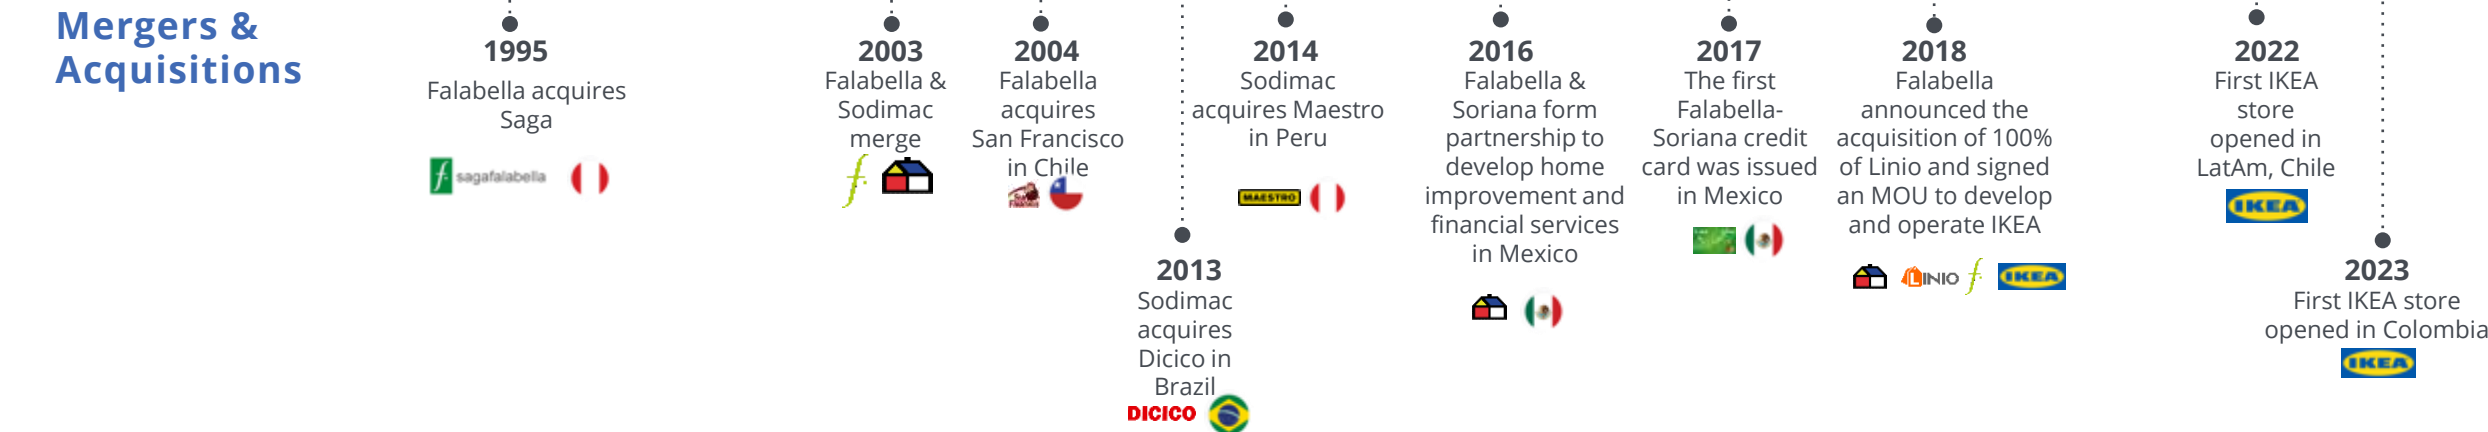 Mergers &
Acquisitions
1995
Falabella acquires
Saga
sagafalabella
2003
Falabella &
Sodimac
merge
2004
Falabella
acquires
San Francisco
in Chile
2013
Sodimac
acquires
Dicico in
Brazil
DICICO
2014
Sodimac
acquires Maestro
in Peru
MAESTRO
2016
Falabella &
Soriana form
partnership to
develop home
improvement and
financial services
in Mexico
2017
The first
Falabella-
Soriana credit
card was issued
in Mexico
2018
Falabella
announced the
acquisition of 100%
of Linio and signed
an MOU to develop
and operate IKEA
LINIO
IKEA
2022
First IKEA
store
opened in
LatAm, Chile
IKEA
2023
First IKEA store
opened in Colombia
IKEA